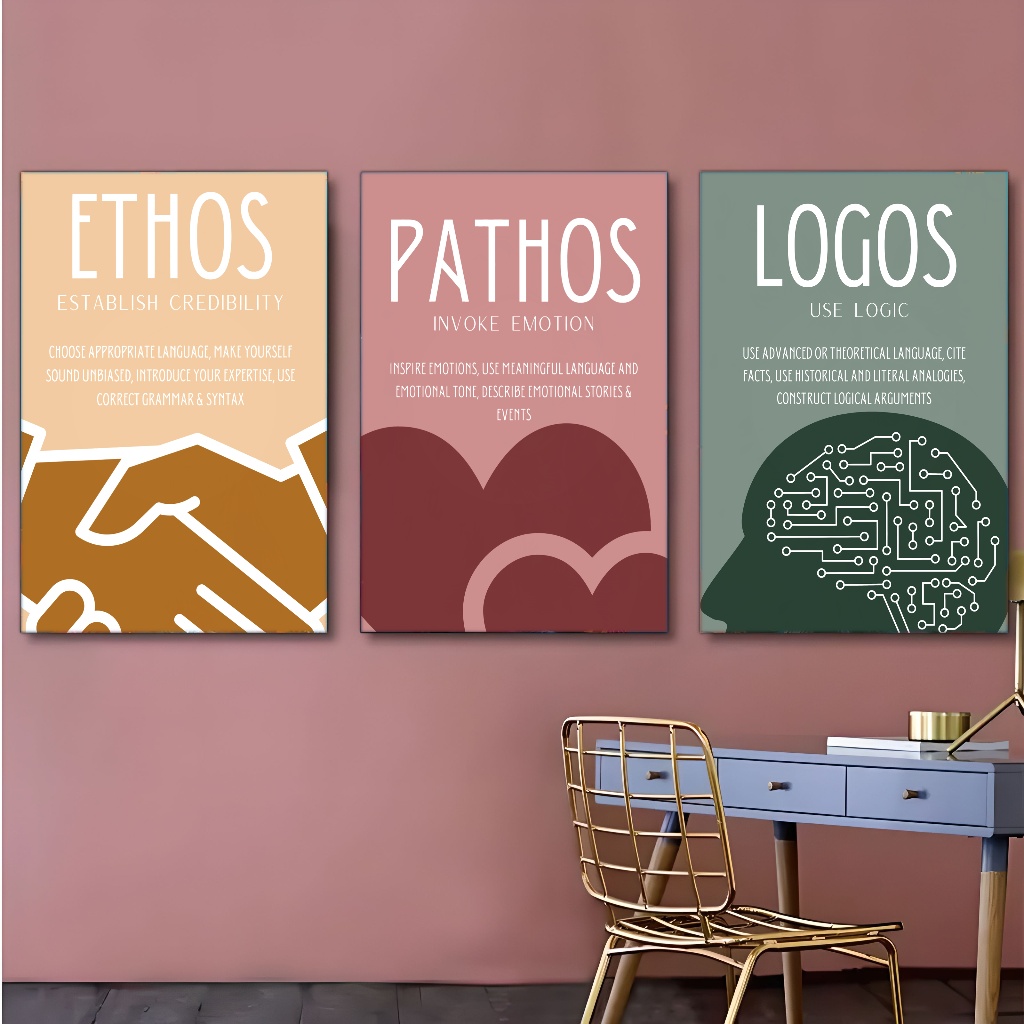 ETHOS
ESTABLISH CREDIBILITY
CHOOSE APPROPRIATE LANGUAGE, MAKE YOURSELF
SOUND UNBIASED, INTRODUCE YOUR EXPERTISE, USE
CORRECT GRAMMAR & SYNTAX
PATHOS
INVOKE EMOTION
INSPIRE EMOTIONS, USE MEANINGFUL LANGUAGE AND
EMOTIONAL TONE, DESCRIBE EMOTIONAL STORIES &
EVENTS
LOGOS
USE LOGIC
USE ADVANCED OR THEORETICAL LANGUAGE, CITE
FACTS, USE HISTORICAL AND LITERAL ANALOGIES,
CONSTRUCT LOGICAL ARGUMENTS